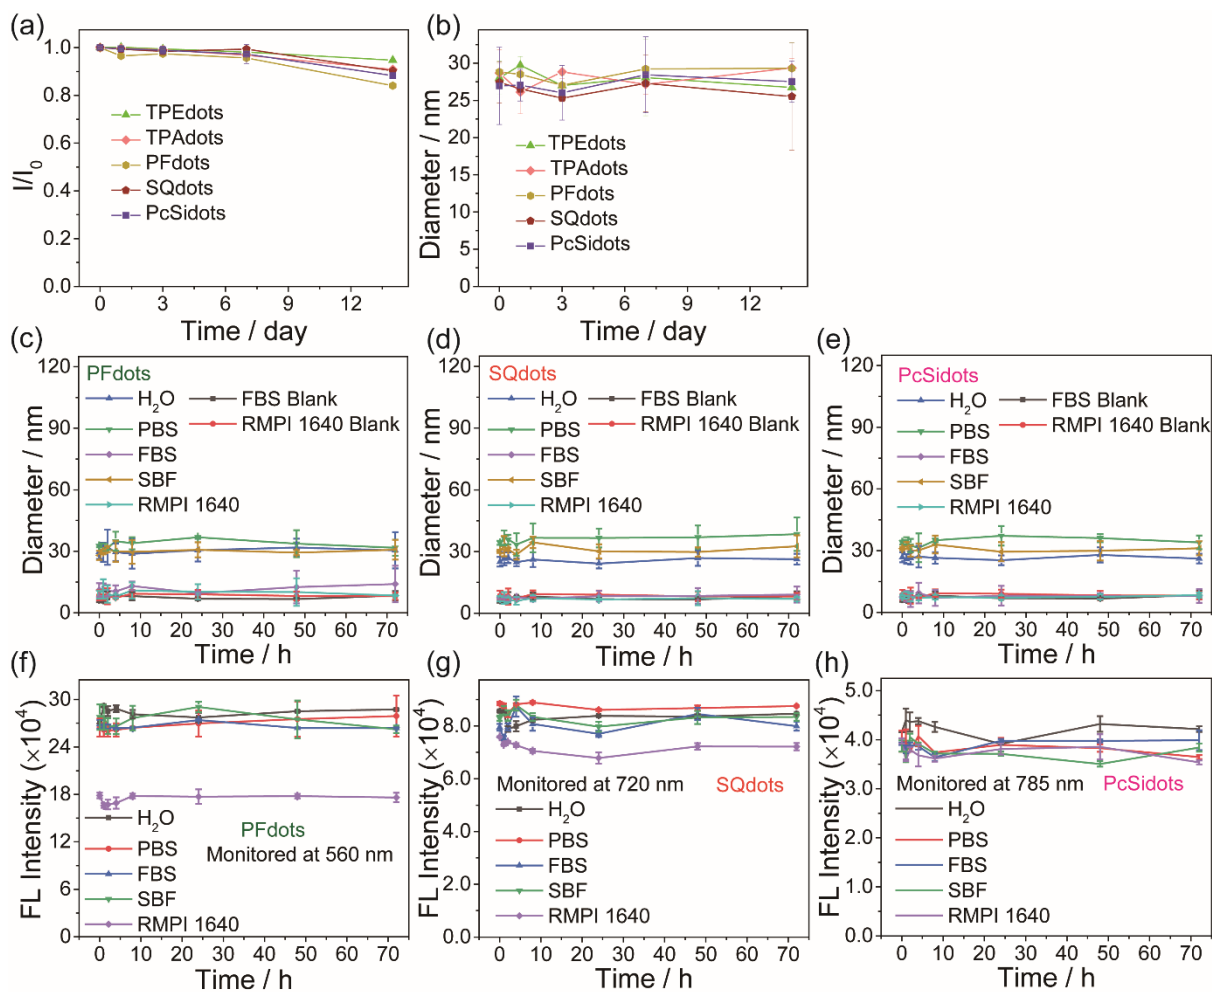 (a)
1.0
0.8
0.6
0.4
0.2
0.0
I/I0
TPEdots
TPAdots
PFdots
SQdots
PcSidots
0 3 6 9 12
Time / day
(b)
30
25
20
15
10
5
0
Diameter / nm
TPEdots
TPAdots
PFdots
SQdots
PcSidots
0 3 6 9 12
Time / day
(c)
120
90
60
30
0
Diameter / nm
PFdots
H2O
PBS
FBS
SBF
RMPI 1640
FBS Blank
RMPI 1640 Blank
0 10 20 30 40 50 60 70
Time / h
(d)
120
90
60
30
0
Diameter / nm
SQdots
H2O
PBS
FBS
SBF
RMPI 1640
FBS Blank
RMPI 1640 Blank
0 10 20 30 40 50 60 70
Time / h
(e)
120
90
60
30
0
Diameter / nm
PcSidots
H2O
PBS
FBS
SBF
RMPI 1640
FBS Blank
RMPI 1640 Blank
0 10 20 30 40 50 60 70
Time / h
(f)
30
24
18
12
6
0
FL Intensity (×104)
H2O
PBS
FBS
SBF
RMPI 1640
PFdots
Monitored at 560 nm
0 10 20 30 40 50 60 70
Time / h
(g)
8.0
6.0
4.0
2.0
0.0
FL Intensity (×104)
Monitored at 720 nm SQdots
H2O
PBS
FBS
SBF
RMPI 1640
0 10 20 30 40 50 60 70
Time / h
(h)
5.0
4.0
3.0
2.0
1.0
0.0
FL Intensity (×104)
Monitored at 785 nm PcSidots
H2O
PBS
FBS
SBF
RMPI 1640
0 10 20 30 40 50 60 70
Time / h